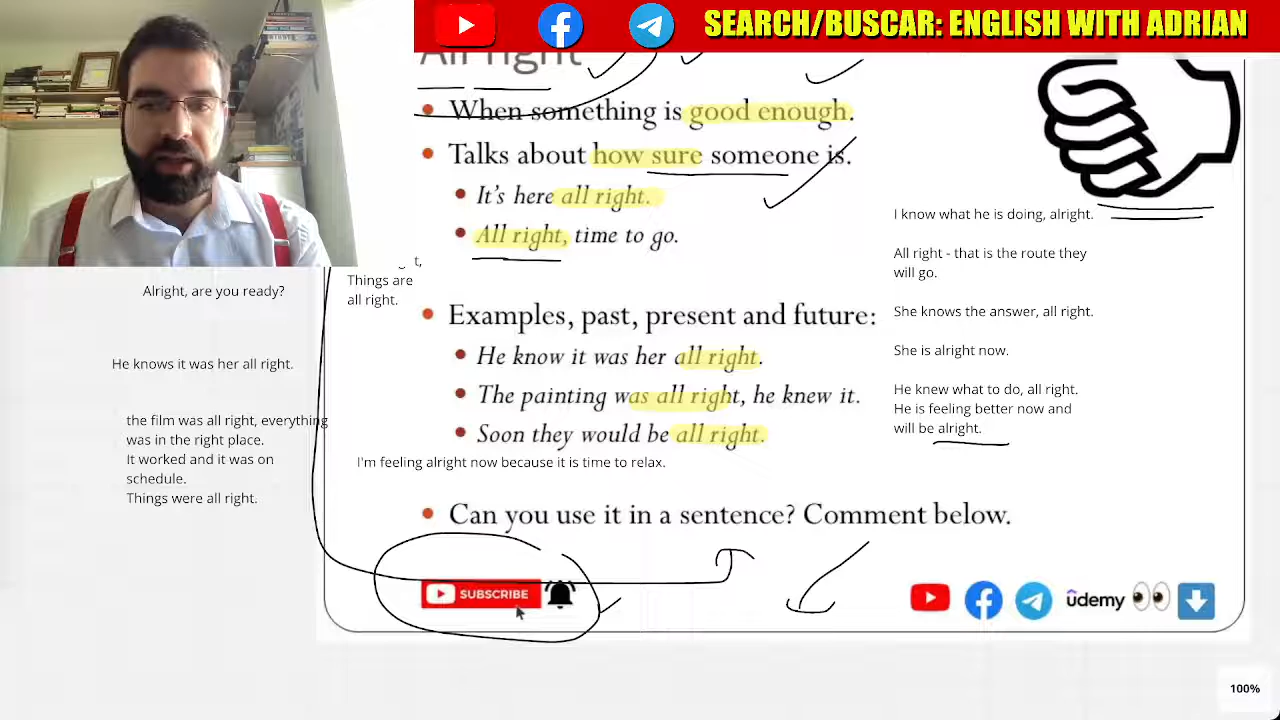 SEARCH/BUSCAR: ENGLISH WITH ADRIAN
All right
When something is good enough.
Talks about how sure someone is.
It's here all right.
All right, time to go.
t,
Things are
all right.
Alright, are you ready?
He knows it was her all right.
the film was all right, everything
was in the right place.
It worked and it was on
schedule.
Things were all right.
Examples, past, present and future:
He know it was her all right.
The painting was all right, he knew it.
Soon they would be all right.
I'm feeling alright now because it is time to relax.
Can you use it in a sentence? Comment below.
I know what he is doing, alright.
All right - that is the route they
will go.
She knows the answer, all right.
She is alright now.
He knew what to do, all right.
He is feeling better now and
will be alright.
SUBSCRIBE
udemy
100%